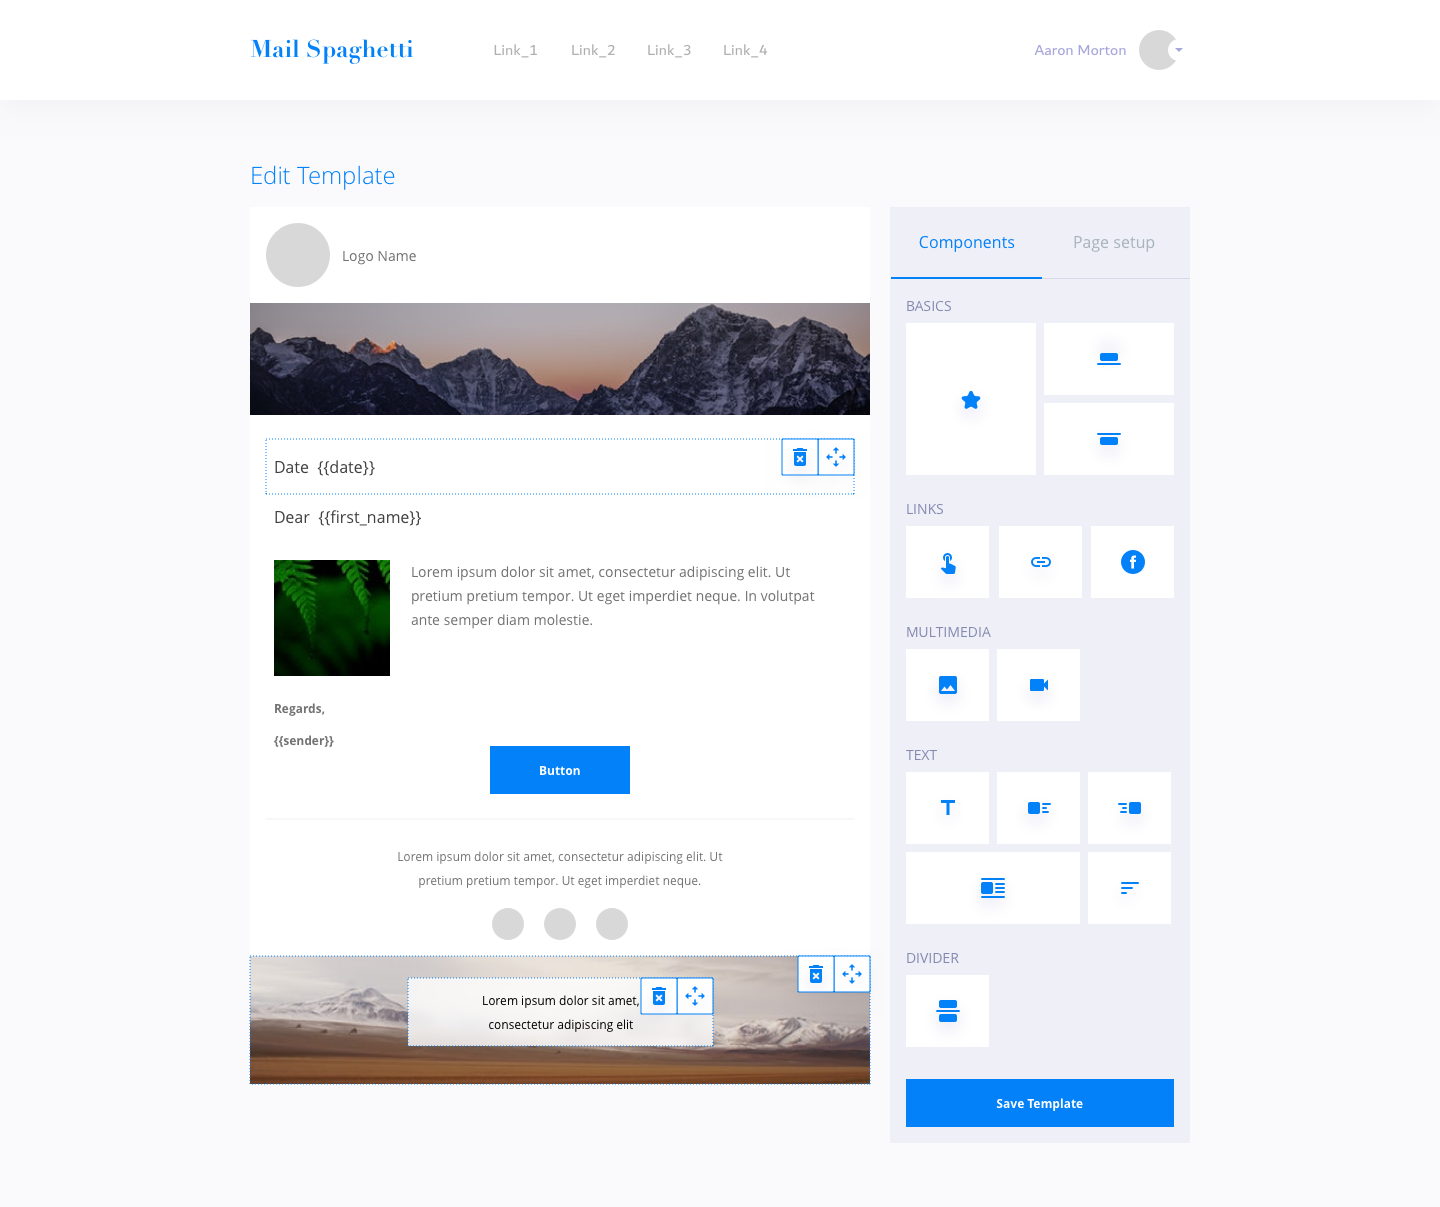 Mail Spaghetti
Link_1
Link_2
Link_3
Link_4
Aaron Morton
Edit Template
Logo Name
Date {{date}}
Dear {{first_name}}
Lorem ipsum dolor sit amet, consectetur adipiscing elit. Ut
pretium pretium tempor. Ut eget imperdiet neque. In volutpat
ante semper diam molestie.
Regards,
{{sender}}
Button
Lorem ipsum dolor sit amet, consectetur adipiscing elit. Ut
pretium pretium tempor. Ut eget imperdiet neque.
Lorem ipsum dolor sit amet,
consectetur adipiscing elit
Components
Page setup
BASICS
LINKS
MULTIMEDIA
TEXT
DIVIDER
Save Template